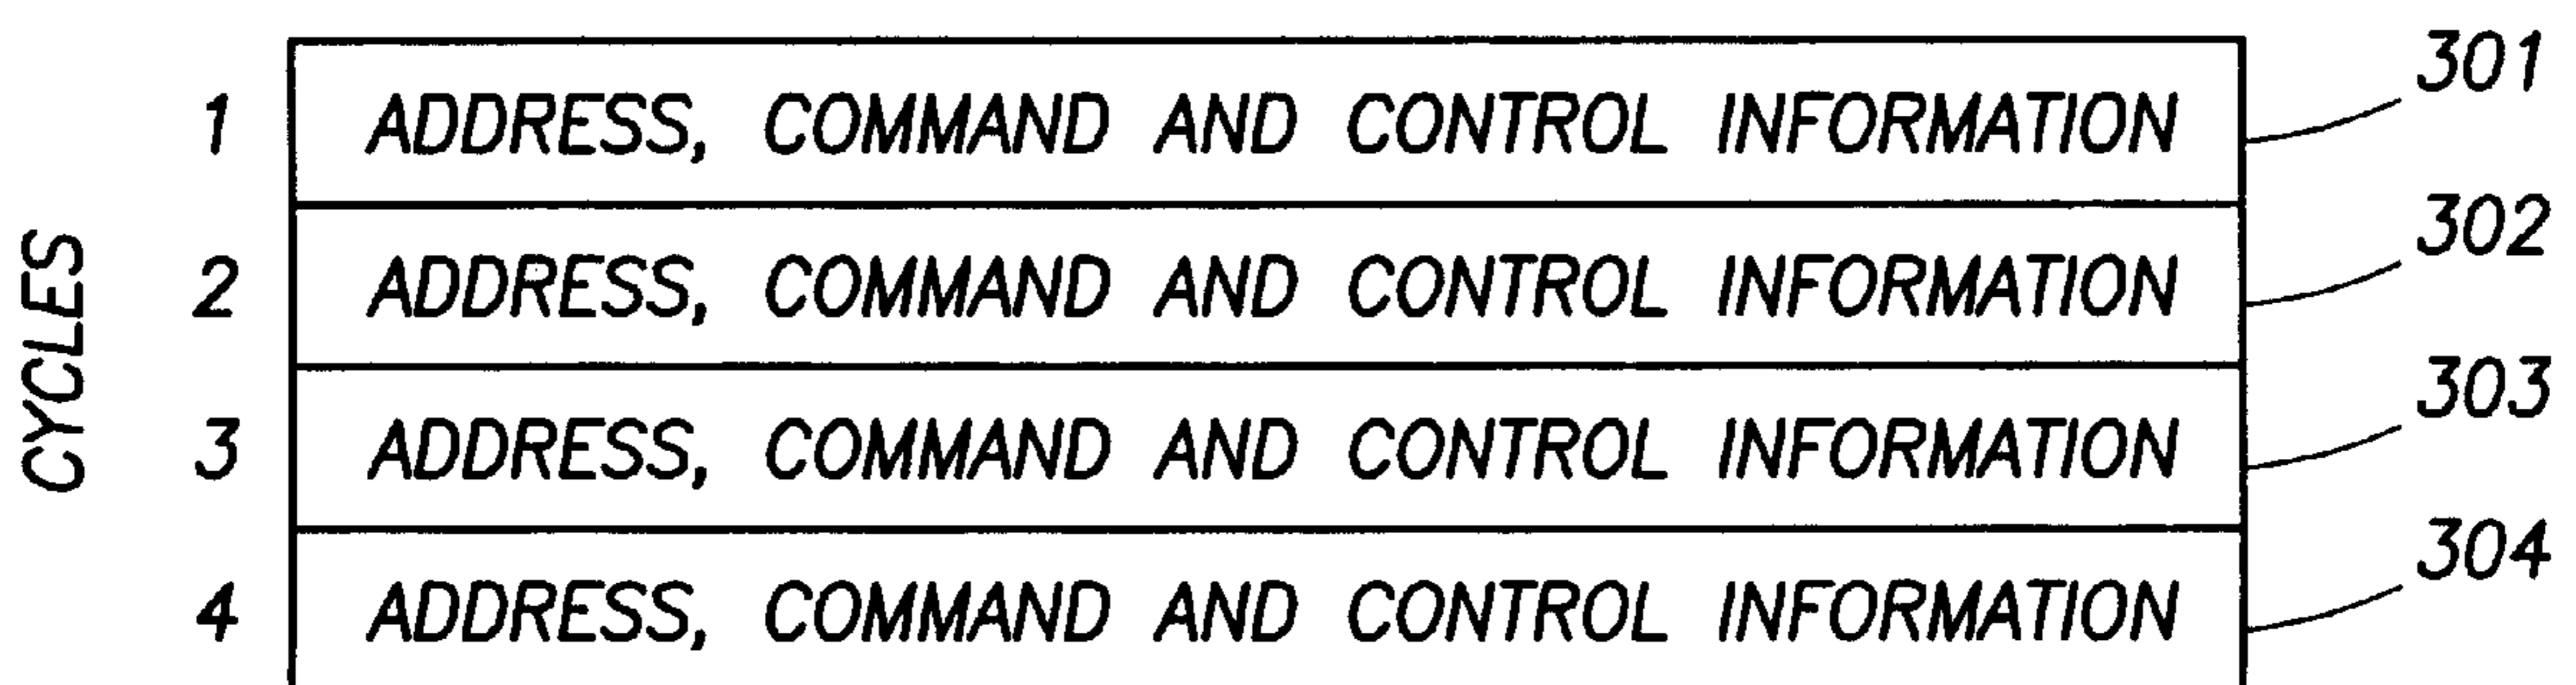 301
1 ADDRESS, COMMAND AND CONTROL INFORMATION
302
2 ADDRESS, COMMAND AND CONTROL INFORMATION
CYCLES
303
3 ADDRESS, COMMAND AND CONTROL INFORMATION
304
4 ADDRESS, COMMAND AND CONTROL INFORMATION